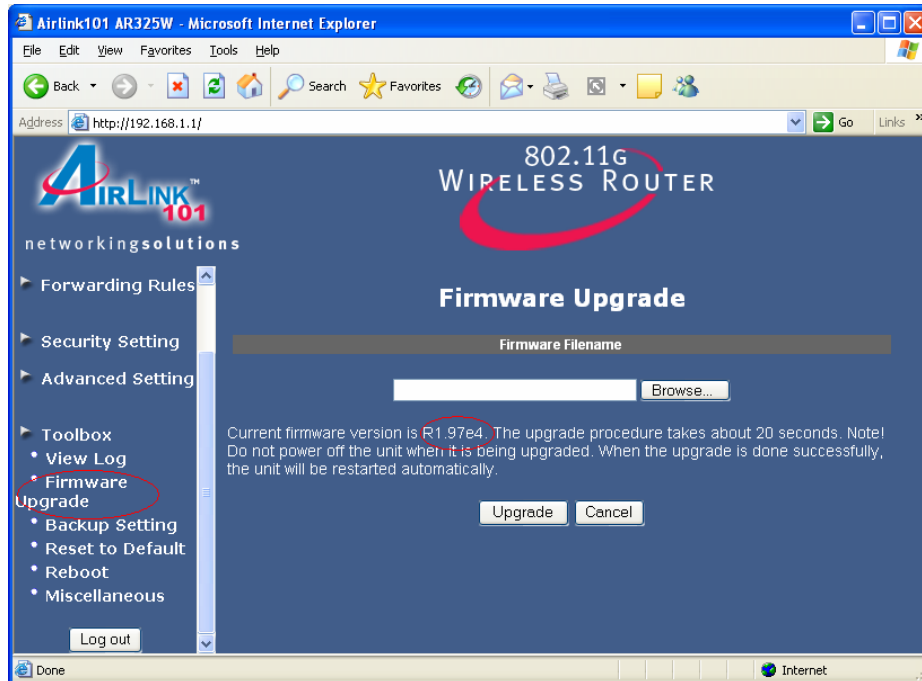 Airlink101 AR325W - Microsoft Internet Explorer
File Edit View Favorites Tools Help
Back Search Favorites
Address http://192.168.1.1/ Go Links »
AIRLINK™
101
networkingsolutions
802.11G
WIRELESS ROUTER
Forwarding Rules
Security Setting
Advanced Setting
Toolbox
• View Log
• Firmware
Upgrade
• Backup Setting
• Reset to Default
• Reboot
• Miscellaneous
Log out
Firmware Upgrade
Firmware Filename
Browse...
Current firmware version is R1.97e4. The upgrade procedure takes about 20 seconds. Note!
Do not power off the unit when it is being upgraded. When the upgrade is done successfully,
the unit will be restarted automatically.
Upgrade Cancel
Done Internet